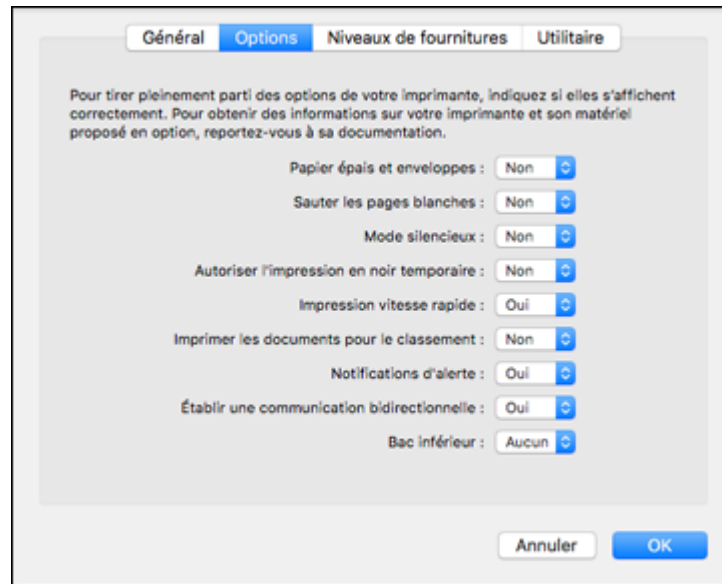 Général Options Niveaux de fournitures Utilitaire
Pour tirer pleinement parti des options de votre imprimante, indiquez si elles s'affichent
correctement. Pour obtenir des informations sur votre imprimante et son matériel
proposé en option, reportez-vous à sa documentation.
Papier épais et enveloppes : Non
Sauter les pages blanches : Non
Mode silencieux : Non
Autoriser l'impression en noir temporaire : Non
Impression vitesse rapide : Oui
Imprimer les documents pour le classement : Non
Notifications d'alerte : Oui
Établir une communication bidirectionnelle : Oui
Bac inférieur : Aucun
Annuler OK